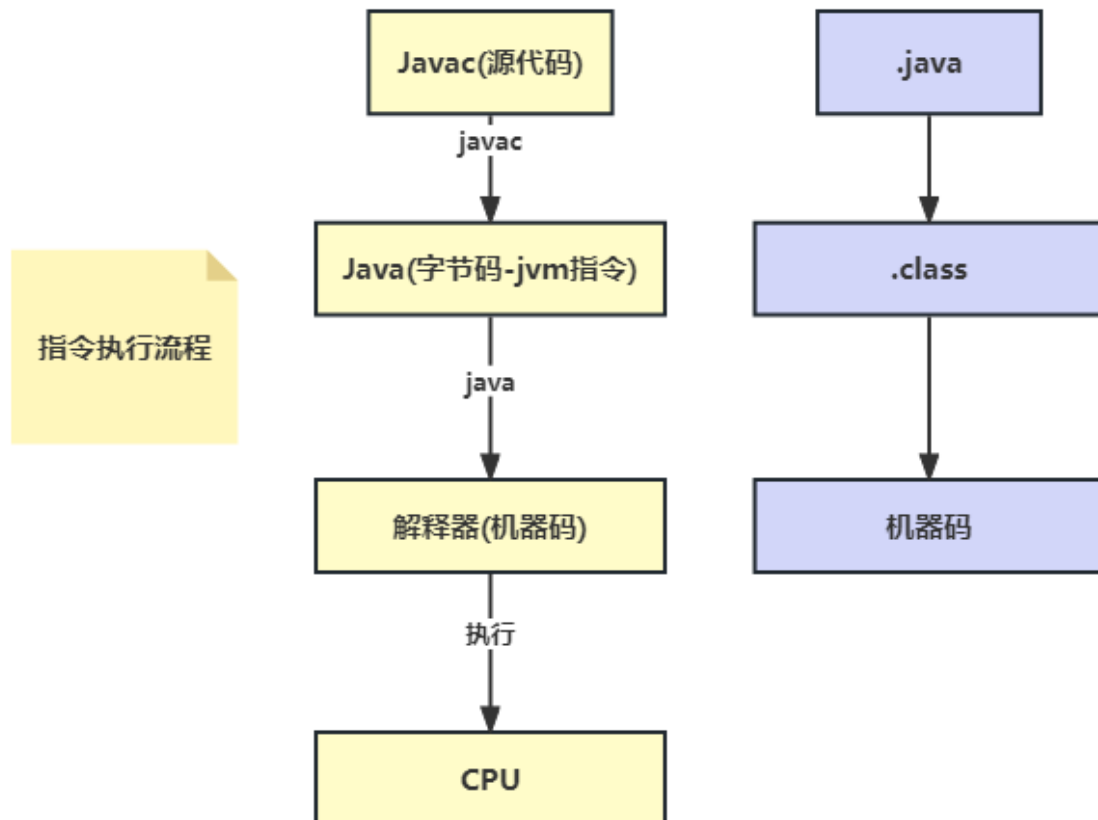 Javac(源代码)
.java
javac
Java(字节码-jvm指令)
.class
指令执行流程
java
解释器(机器码)
机器码
执行
CPU